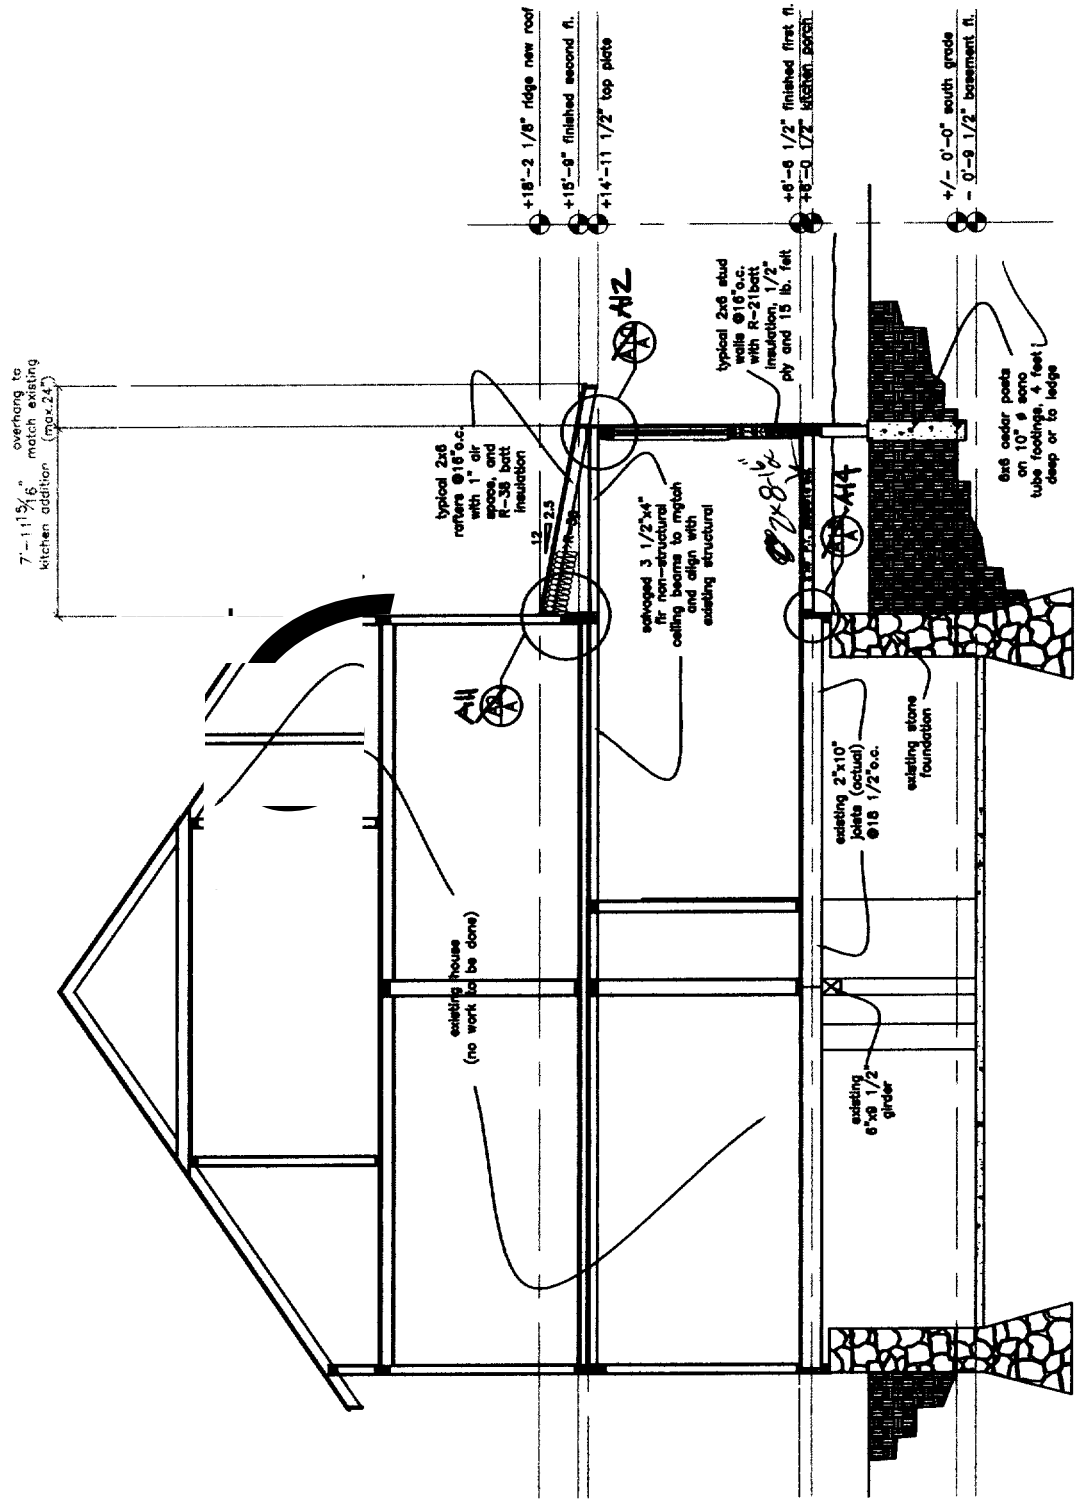 7'-11 15/16"
kitchen addition
overhang to
match existing
(max.24")
+18'-2 1/8" ridge new roof
+15'-9" finished second fl.
+14'-11 1/2" top plate
+6'-6 1/2" finished first fl.
+6'-0 1/2" kitchen porch
+/- 0'-0" south grade
- 0'-9 1/2" basement fl.
typical 2x6
rafters @16"o.c.
with 1" air
space, and
R-38 batt
insulation
12
2.5
A12
A
A11
A
typical 2x6 stud
walls @16"o.c.
with R-21batt
insulation, 1/2"
ply and 15 lb. felt
salvaged 3 1/2"x4"
fir non-structural
ceiling beams to match
and align with
existing structural
2x8
16"
A14
A
6x6 cedar posts
on 10" ø sono
tube footings, 4 feet
deep or to ledge
existing stone
foundation
existing 2"x10"
joists (actual)
@18 1/2"o.c.
existing house
(no work to be done)
existing
6"x9 1/2"
girder